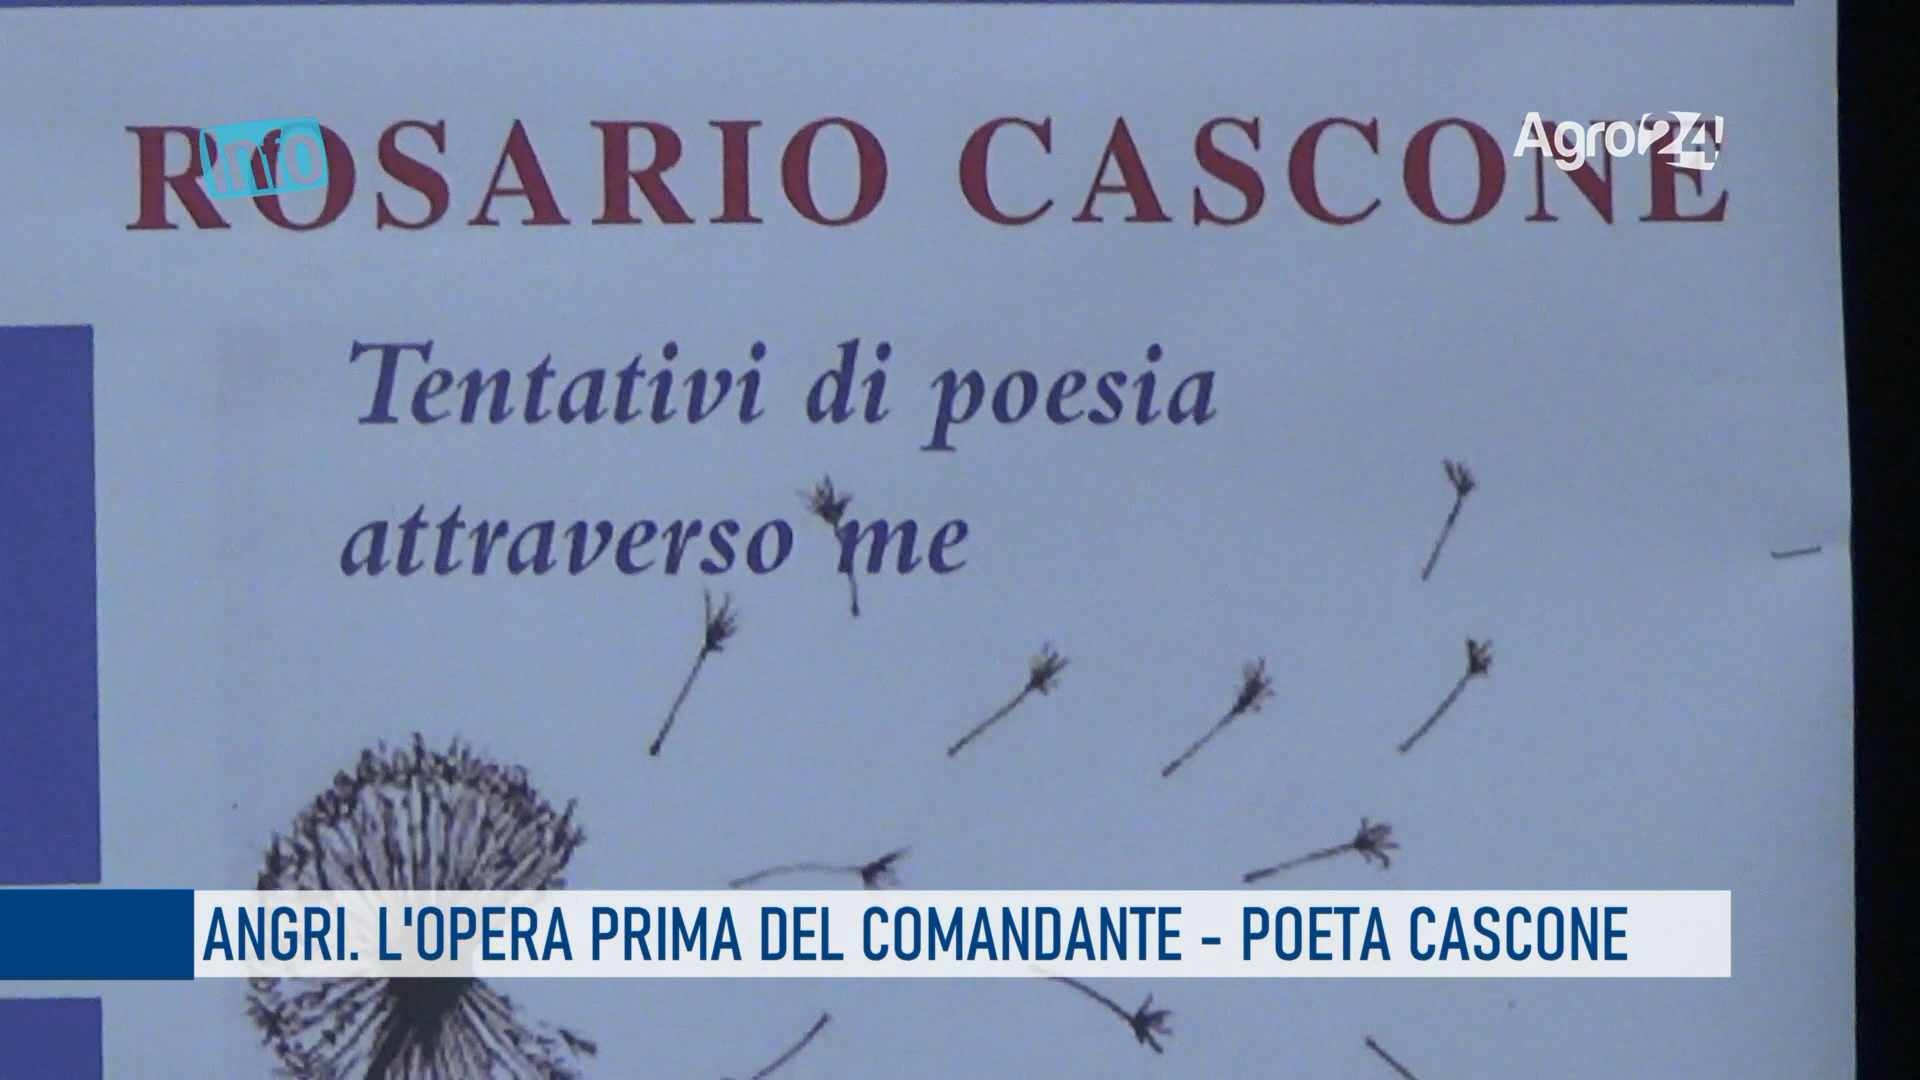 ROSARIO CASCONE
info
Agro24
Tentativi di poesia
attraverso me
ANGRI. L'OPERA PRIMA DEL COMANDANTE - POETA CASCONE